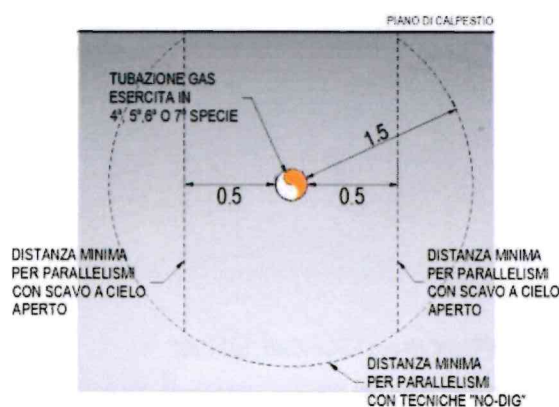 PIANO DI CALPESTIO
TUBAZIONE GAS
ESERCITA IN
4ª, 5ª,6ª O 7ª SPECIE
1.5
0.5
0.5
DISTANZA MINIMA
PER PARALLELISMI
CON SCAVO A CIELO
APERTO
DISTANZA MINIMA
PER PARALLELISMI
CON SCAVO A CIELO
APERTO
DISTANZA MINIMA
PER PARALLELISMI
CON TECNICHE "NO-DIG"